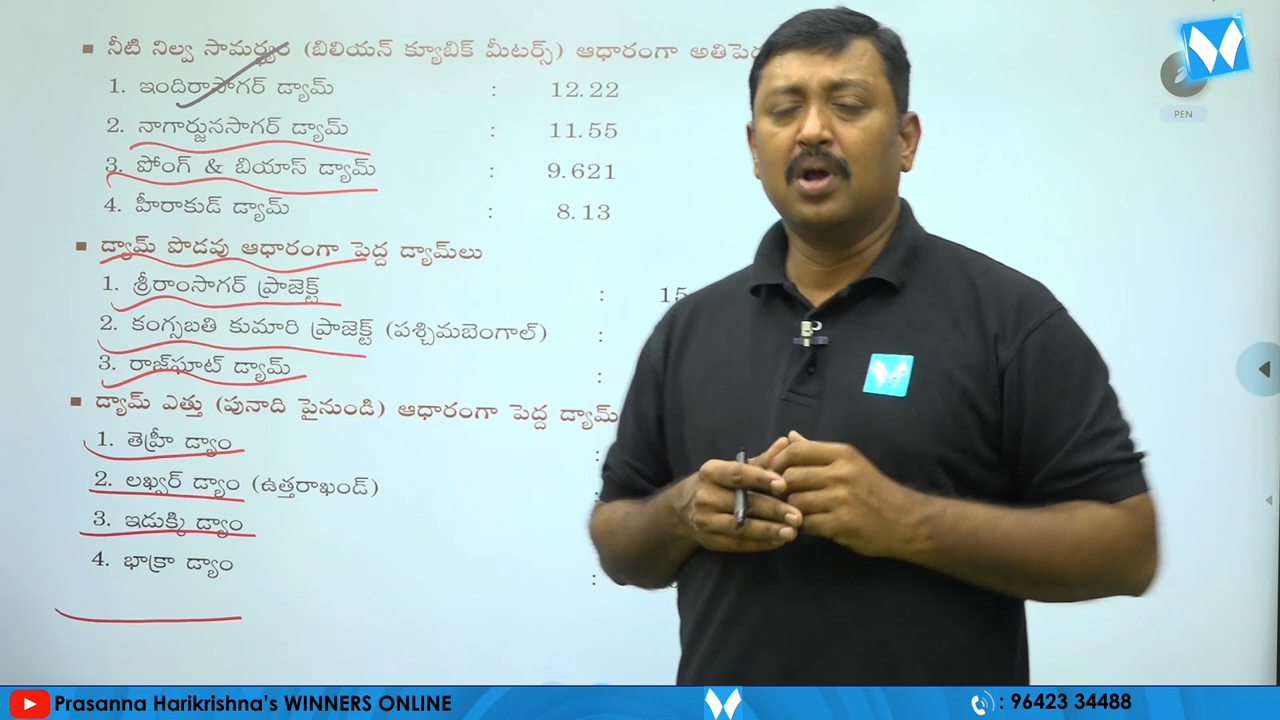 ▪ నీటి నిల్వ సామర్థ్యం (బిలియన్ క్యూబిక్ మీటర్స్) ఆధారంగా
1. ఇందిరాసాగర్ డ్యామ్ : 12.22
2. నాగార్జునసాగర్ డ్యామ్ : 11.55
3. పోంగ్ & బియాస్ డ్యామ్ : 9.621
4. హీరాకుడ్ డ్యామ్ : 8.13
▪ డ్యామ్ పొడవు ఆధారంగా పెద్ద డ్యామ్‌లు
1. శ్రీరాంసాగర్ ప్రాజెక్ట్ : 15
2. కంగ్సబతి కుమారి ప్రాజెక్ట్ (పశ్చిమబెంగాల్) :
3. రాజ్‌ఘాట్ డ్యామ్ :
▪ డ్యామ్ ఎత్తు (పునాది పైనుండి) ఆధారంగా పెద్ద డ్యామ్
1. తెహ్రీ డ్యాం :
2. లఖ్వర్ డ్యాం (ఉత్తరాఖండ్) :
3. ఇడుక్కి డ్యాం
4. భాక్రా డ్యాం :
PEN
Prasanna Harikrishna's WINNERS ONLINE
: 96423 34488